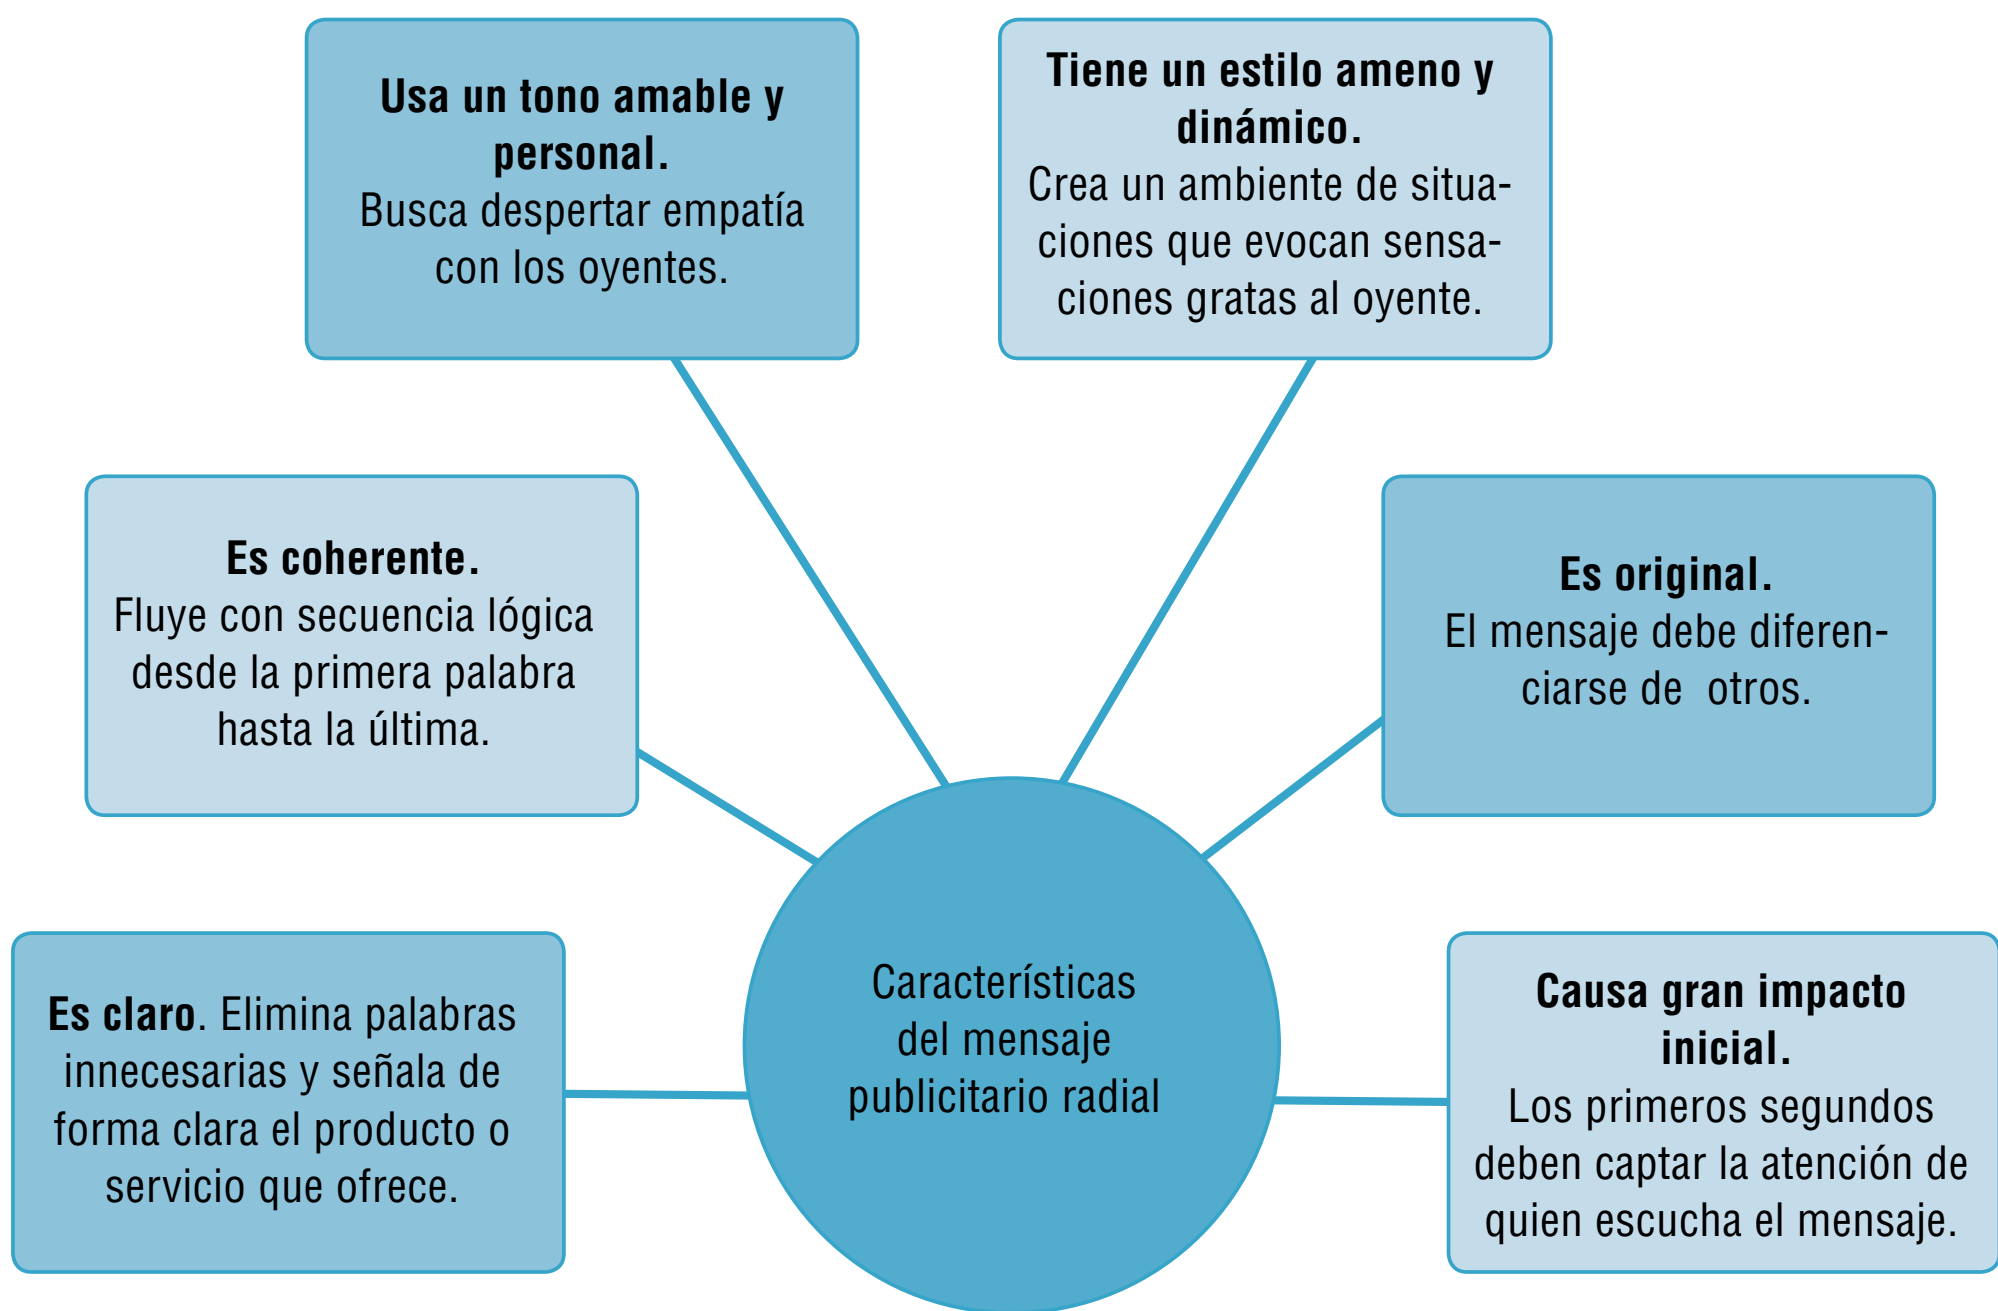 Usa un tono amable y
personal.
Busca despertar empatía
con los oyentes.
Tiene un estilo ameno y
dinámico.
Crea un ambiente de situa-
ciones que evocan sensa-
ciones gratas al oyente.
Es coherente.
Fluye con secuencia lógica
desde la primera palabra
hasta la última.
Es original.
El mensaje debe diferen-
ciarse de otros.
Es claro. Elimina palabras
innecesarias y señala de
forma clara el producto o
servicio que ofrece.
Características
del mensaje
publicitario radial
Causa gran impacto
inicial.
Los primeros segundos
deben captar la atención de
quien escucha el mensaje.